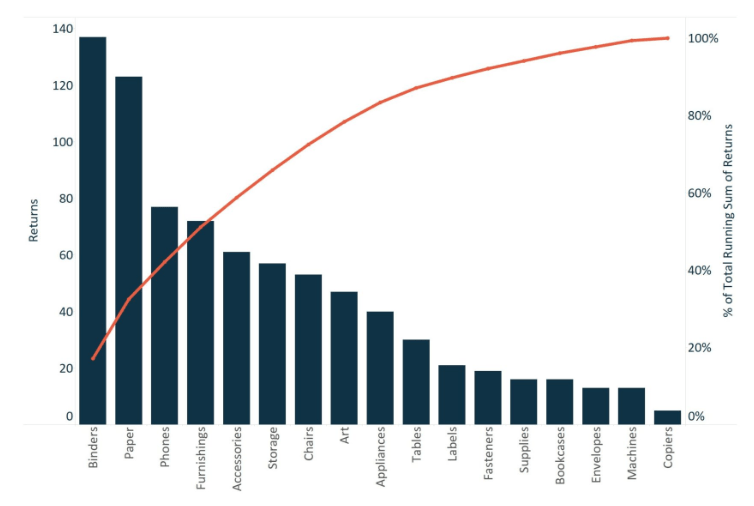 140
120
100
80
60
40
20
0
Returns
100%
80%
60%
40%
20%
0%
% of Total Running Sum of Returns
Binders
Paper
Phones
Furnishings
Accessories
Storage
Chairs
Art
Appliances
Tables
Labels
Fasteners
Supplies
Bookcases
Envelopes
Machines
Copiers